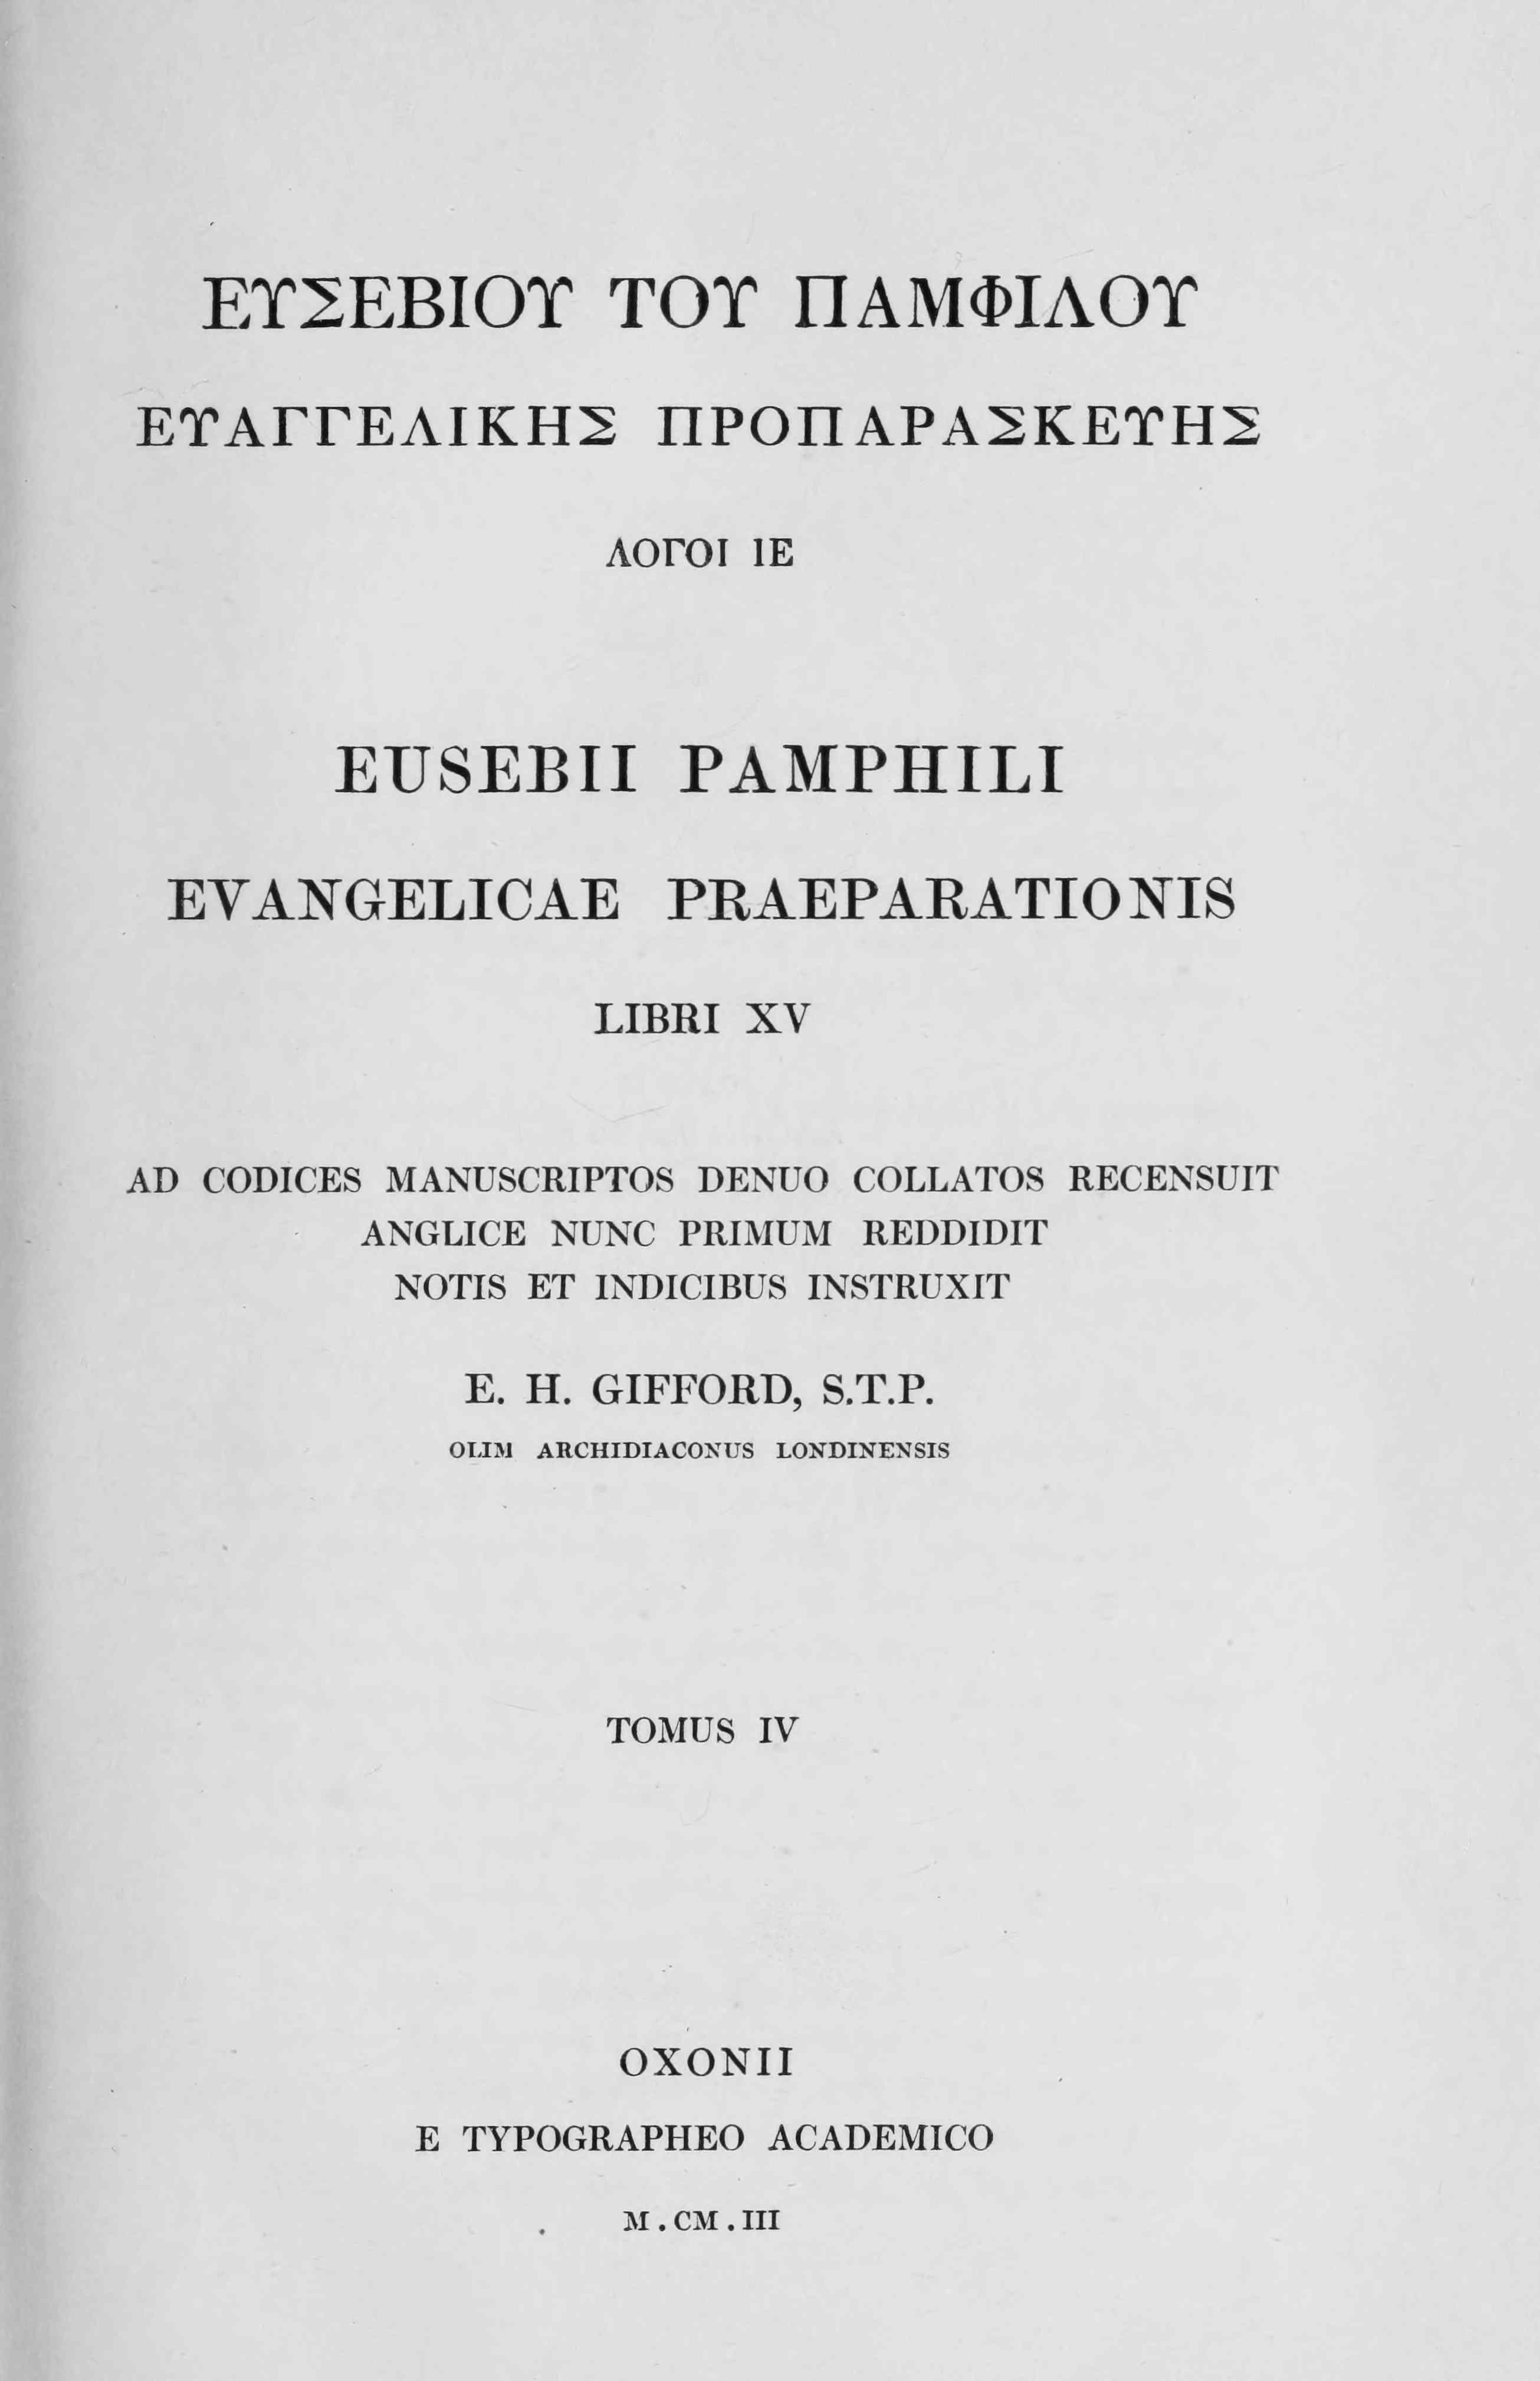 ΕΥΣΕΒΙΟΥ ΤΟΥ ΠΑΜΦΙΛΟΥ
ΕΥΑΓΓΕΛΙΚΗΣ ΠΡΟΠΑΡΑΣΚΕΥΗΣ
ΛΟΓΟΙ ΙΕ
EUSEBII PAMPHILI
EVANGELICAE PRAEPARATIONIS
LIBRI XV
AD CODICES MANUSCRIPTOS DENUO COLLATOS RECENSUIT
ANGLICE NUNC PRIMUM REDDIDIT
NOTIS ET INDICIBUS INSTRUXIT
E. H. GIFFORD, S.T.P.
OLIM ARCHIDIACONUS LONDINENSIS
TOMUS IV
OXONII
E TYPOGRAPHEO ACADEMICO
M . CM . III